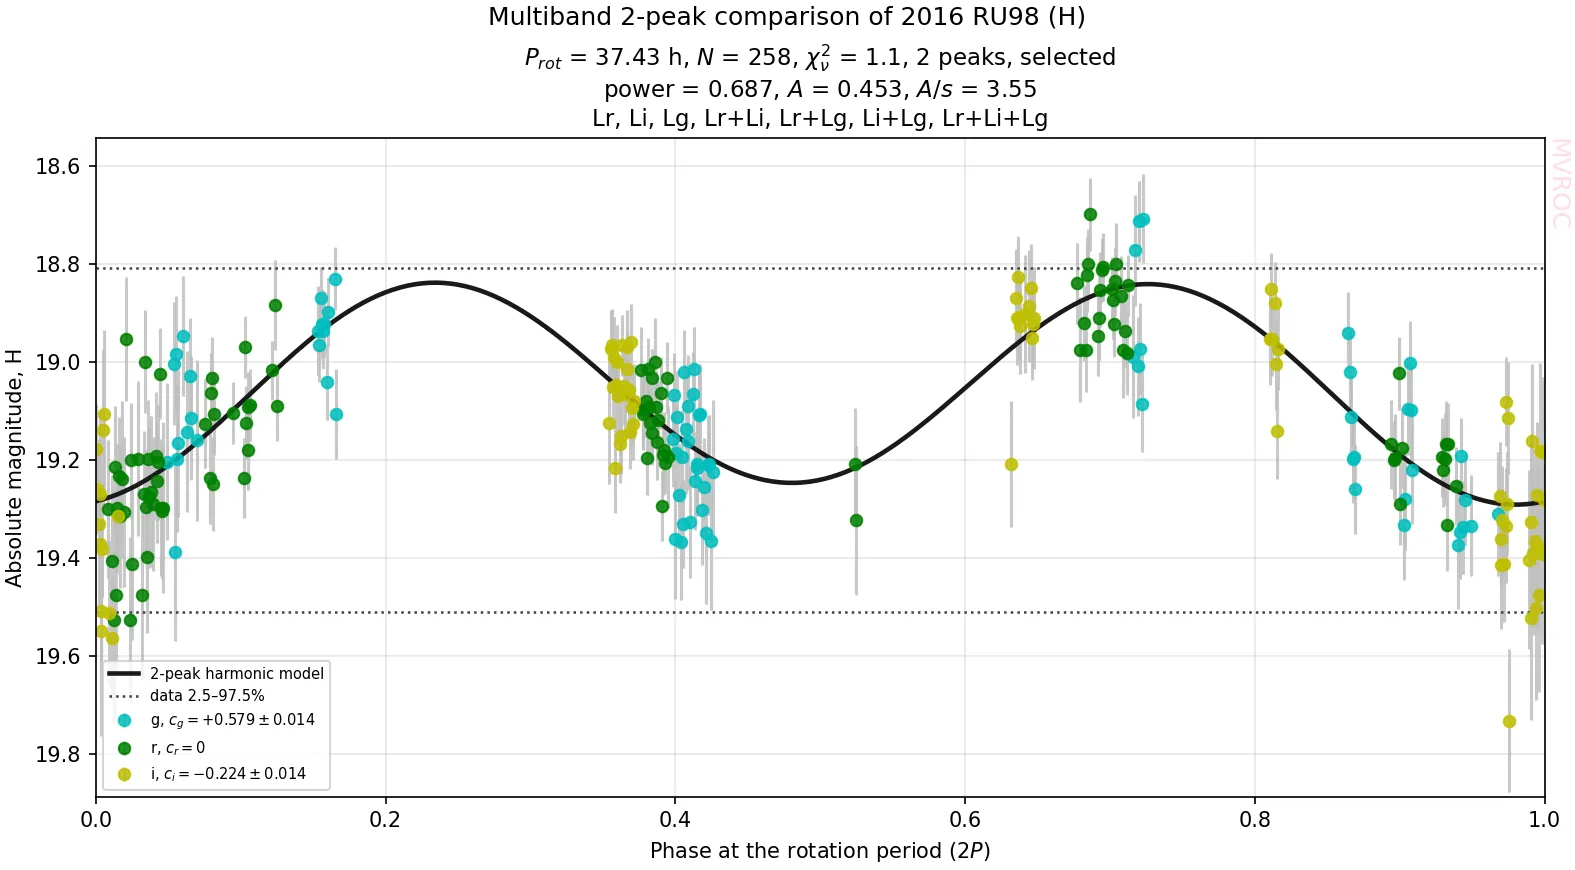 Multiband 2-peak comparison of 2016 RU98 (H)
P_rot = 37.43 h, N = 258, χ²_ν = 1.1, 2 peaks, selected
power = 0.687, A = 0.453, A/s = 3.55
Lr, Li, Lg, Lr+Li, Lr+Lg, Li+Lg, Lr+Li+Lg
MVROC
Absolute magnitude, H
18.6
18.8
19.0
19.2
19.4
19.6
19.8
2-peak harmonic model
data 2.5–97.5%
g, c_g = +0.579 ± 0.014
r, c_r = 0
i, c_i = −0.224 ± 0.014
0.0 0.2 0.4 0.6 0.8 1.0
Phase at the rotation period (2P)